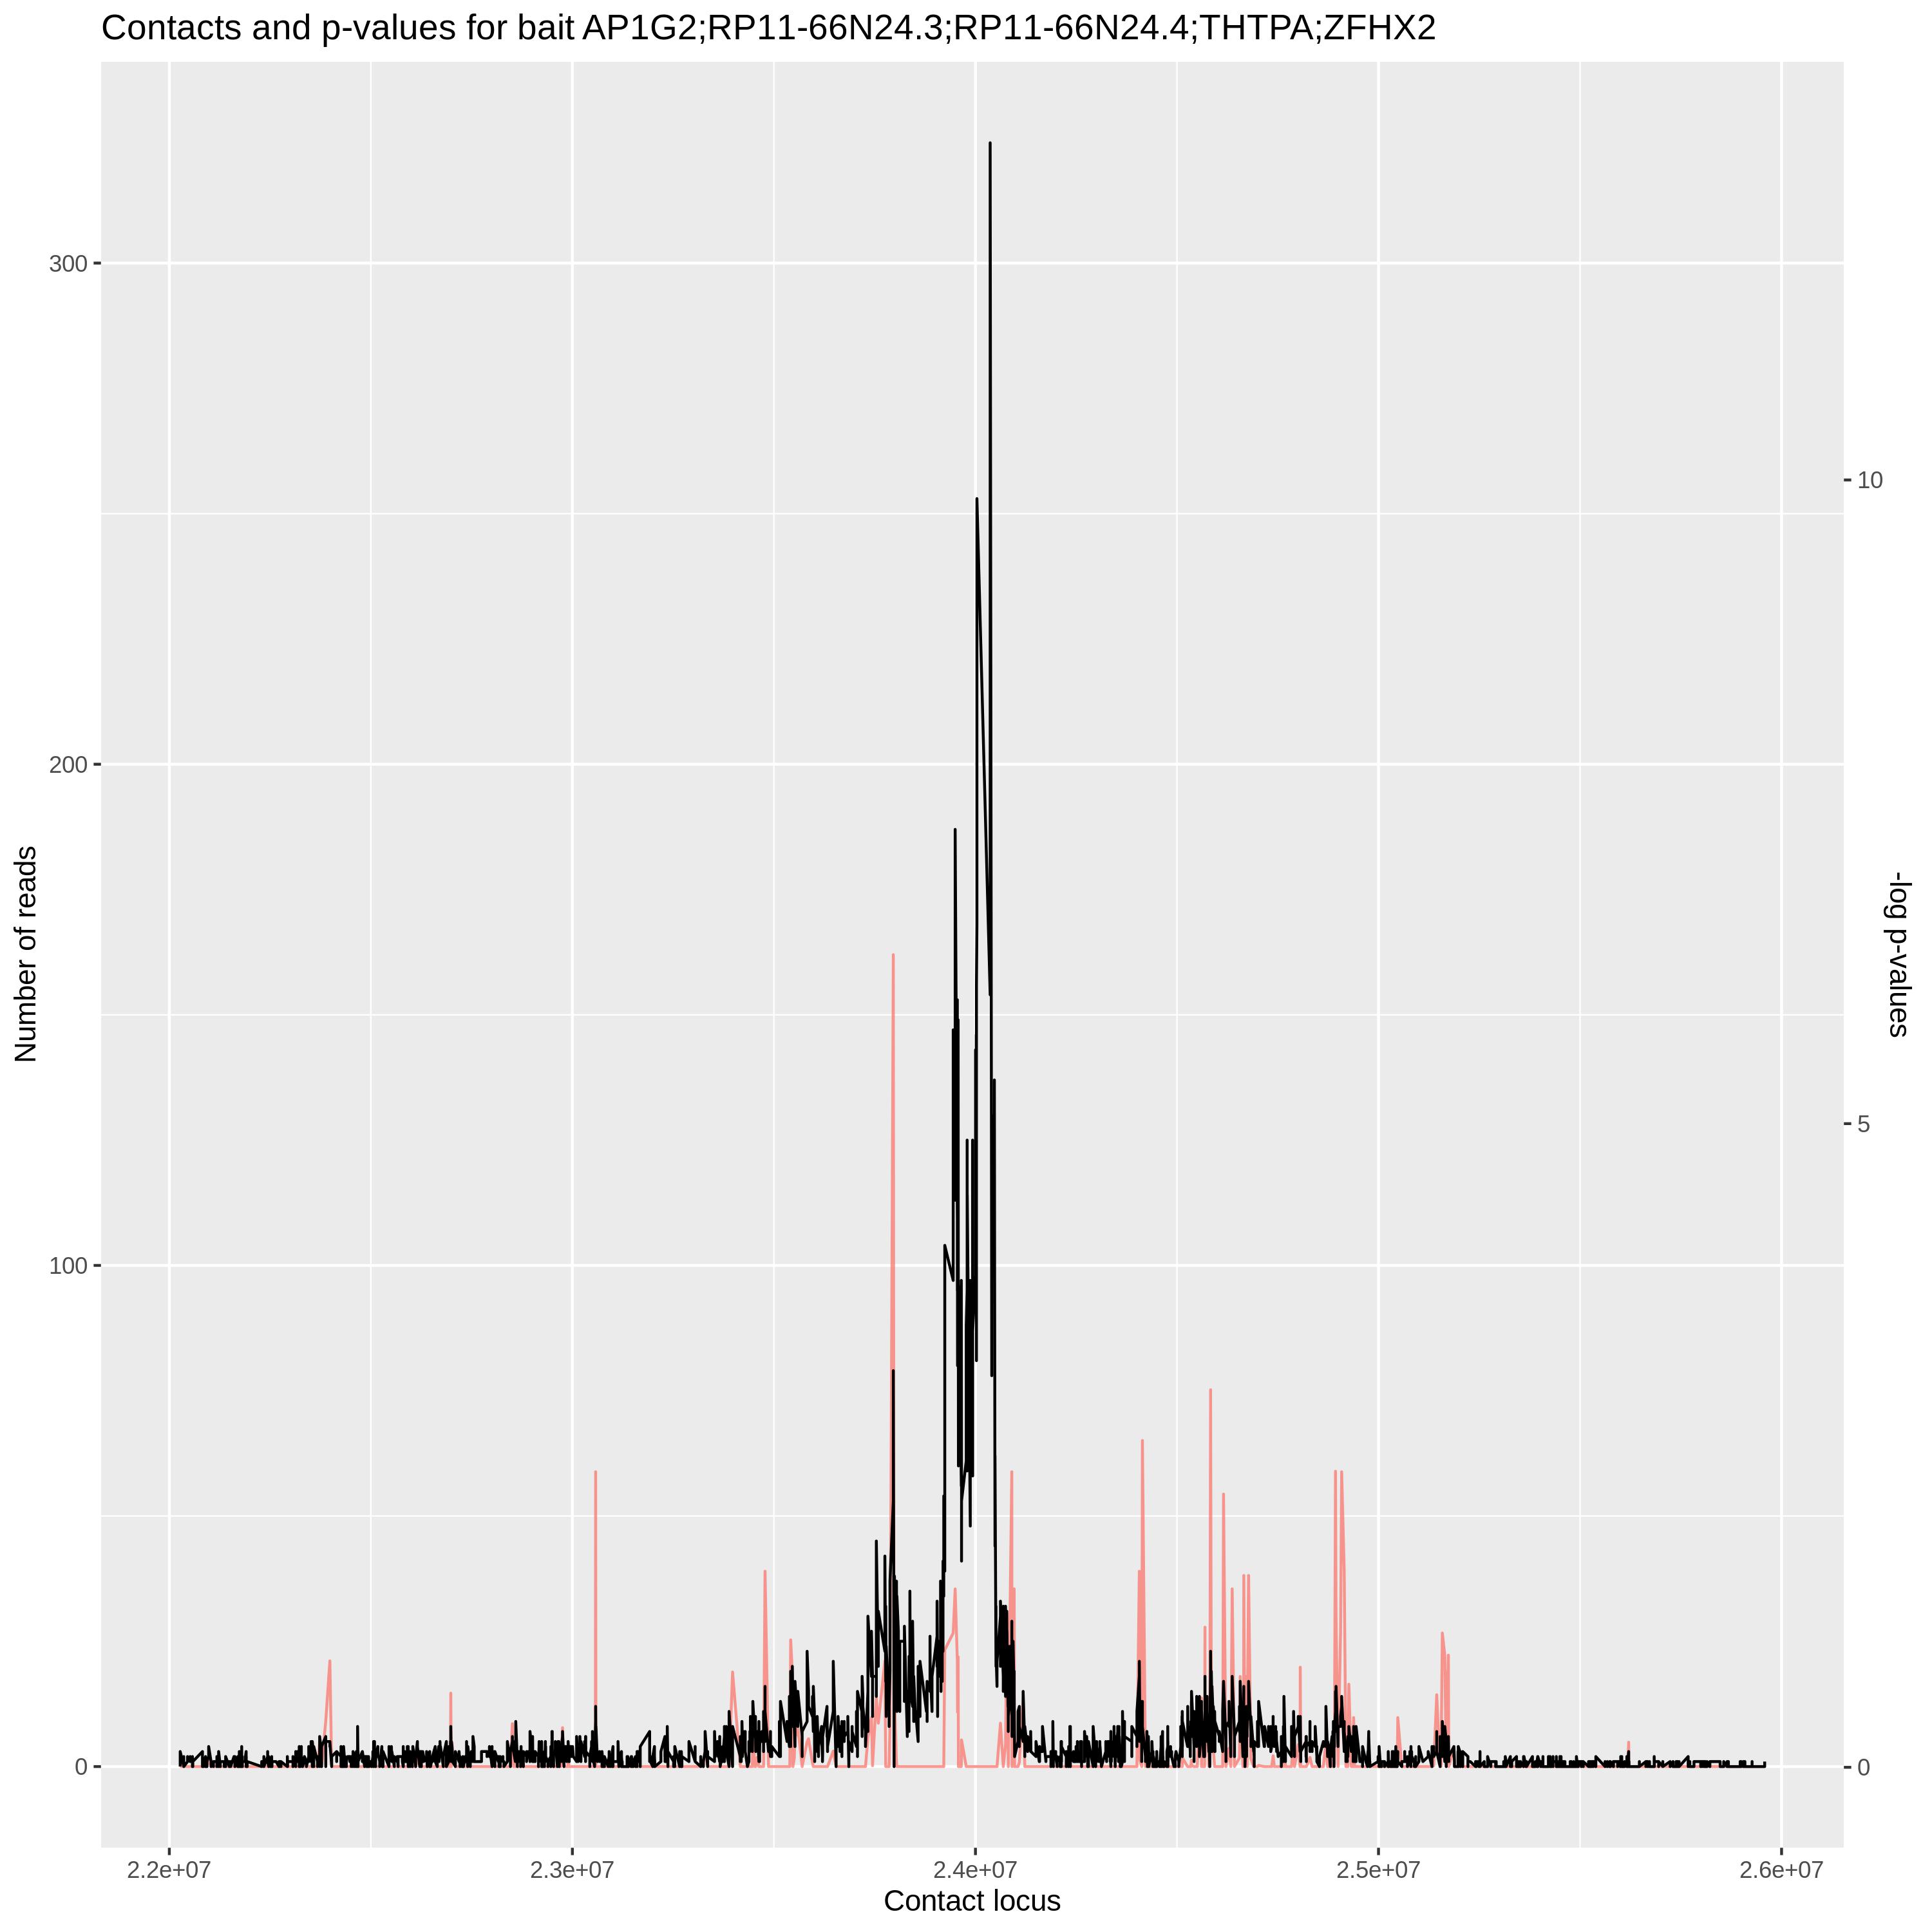 Contacts and p-values for bait AP1G2;RP11-66N24.3;RP11-66N24.4;THTPA;ZFHX2
300
200
100
0
Number of reads
10
5
0
-log p-values
2.2e+07
2.3e+07
2.4e+07
2.5e+07
2.6e+07
Contact locus